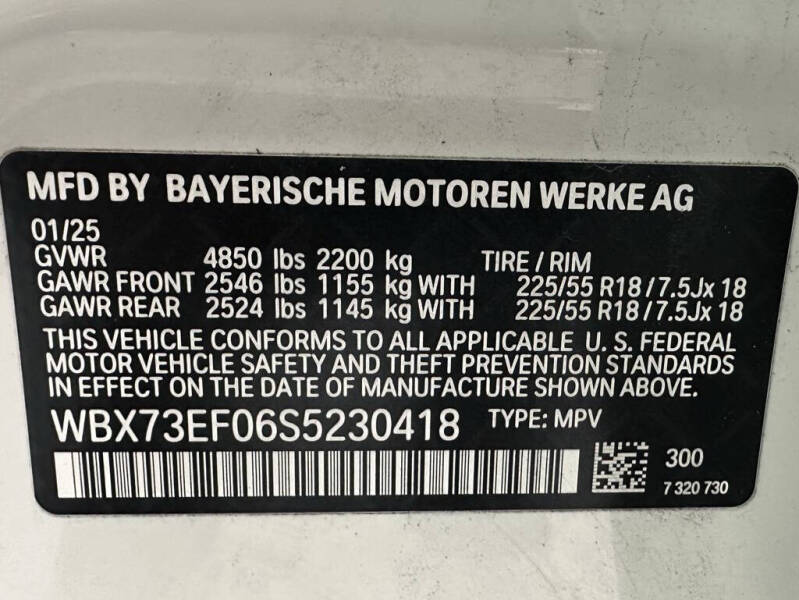 MFD BY BAYERISCHE MOTOREN WERKE AG
01/25
GVWR 4850 lbs 2200 kg TIRE / RIM
GAWR FRONT 2546 lbs 1155 kg WITH 225/55 R18 / 7.5Jx 18
GAWR REAR 2524 lbs 1145 kg WITH 225/55 R18 / 7.5Jx 18
THIS VEHICLE CONFORMS TO ALL APPLICABLE U. S. FEDERAL
MOTOR VEHICLE SAFETY AND THEFT PREVENTION STANDARDS
IN EFFECT ON THE DATE OF MANUFACTURE SHOWN ABOVE.
WBX73EF06S5230418 TYPE: MPV
300
7 320 730